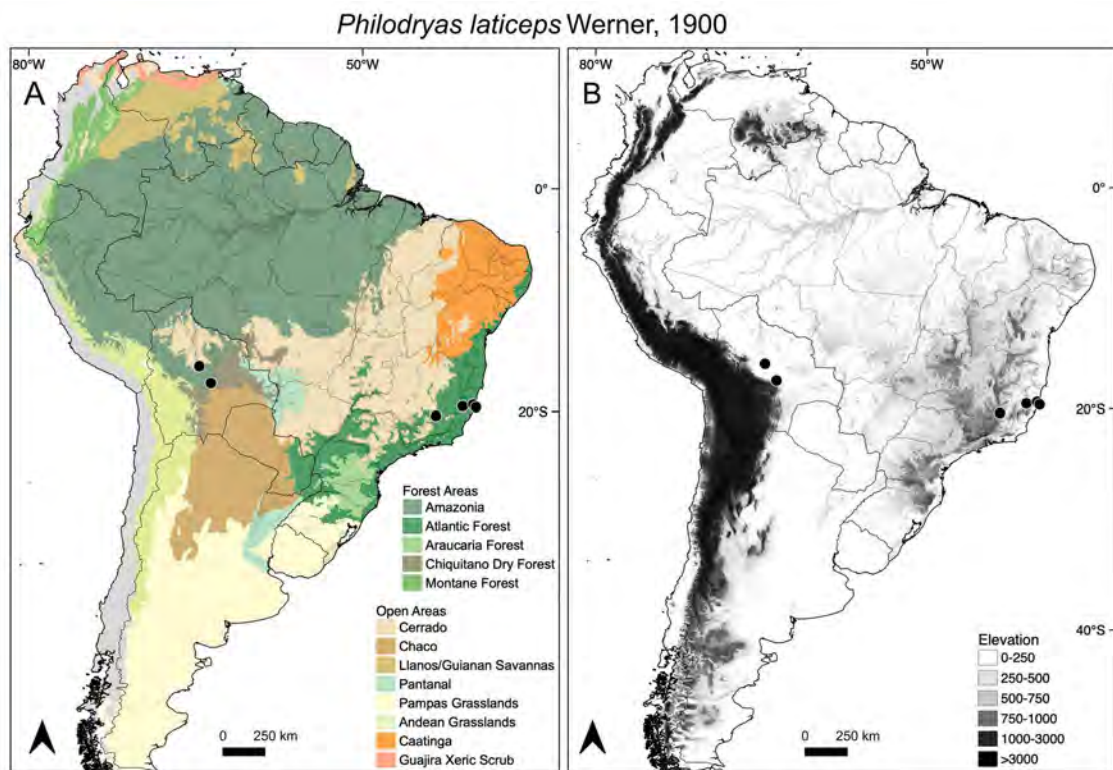 Philodryas laticeps Werner, 1900
80°W
50°W
80°W
50°W
A
B
0°
0°
20°S
20°S
40°S
Forest Areas
Amazonia
Atlantic Forest
Araucaria Forest
Chiquitano Dry Forest
Montane Forest
Open Areas
Cerrado
Chaco
Llanos/Guianan Savannas
Pantanal
Pampas Grasslands
Andean Grasslands
Caatinga
Guajira Xeric Scrub
0 250 km
Elevation
0-250
250-500
500-750
750-1000
1000-3000
>3000
0 250 km